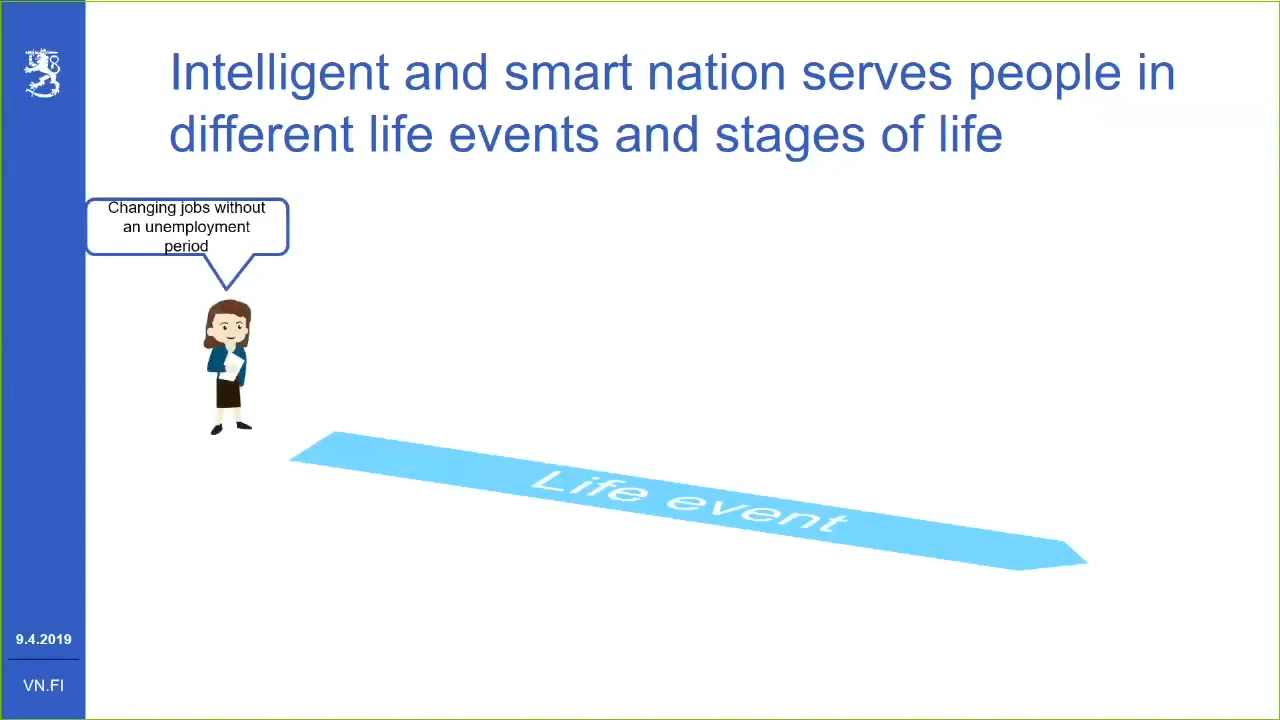 Intelligent and smart nation serves people in
different life events and stages of life
Changing jobs without
an unemployment
period
Life event
9.4.2019
VN.FI